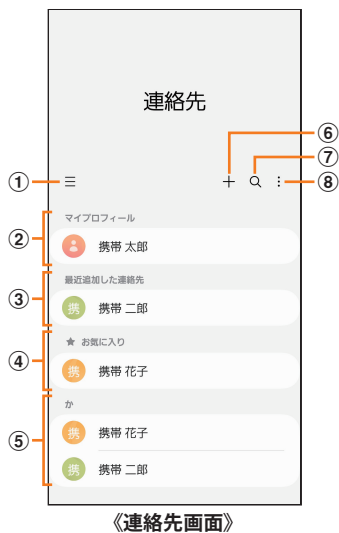 連絡先
⑥
⑦
① ⑧
マイプロフィール
② 携帯 太郎
最近追加した連絡先
③ 携 携帯 二郎
★ お気に入り
④ 携 携帯 花子
か
携 携帯 花子
⑤
携 携帯 二郎
《連絡先画面》